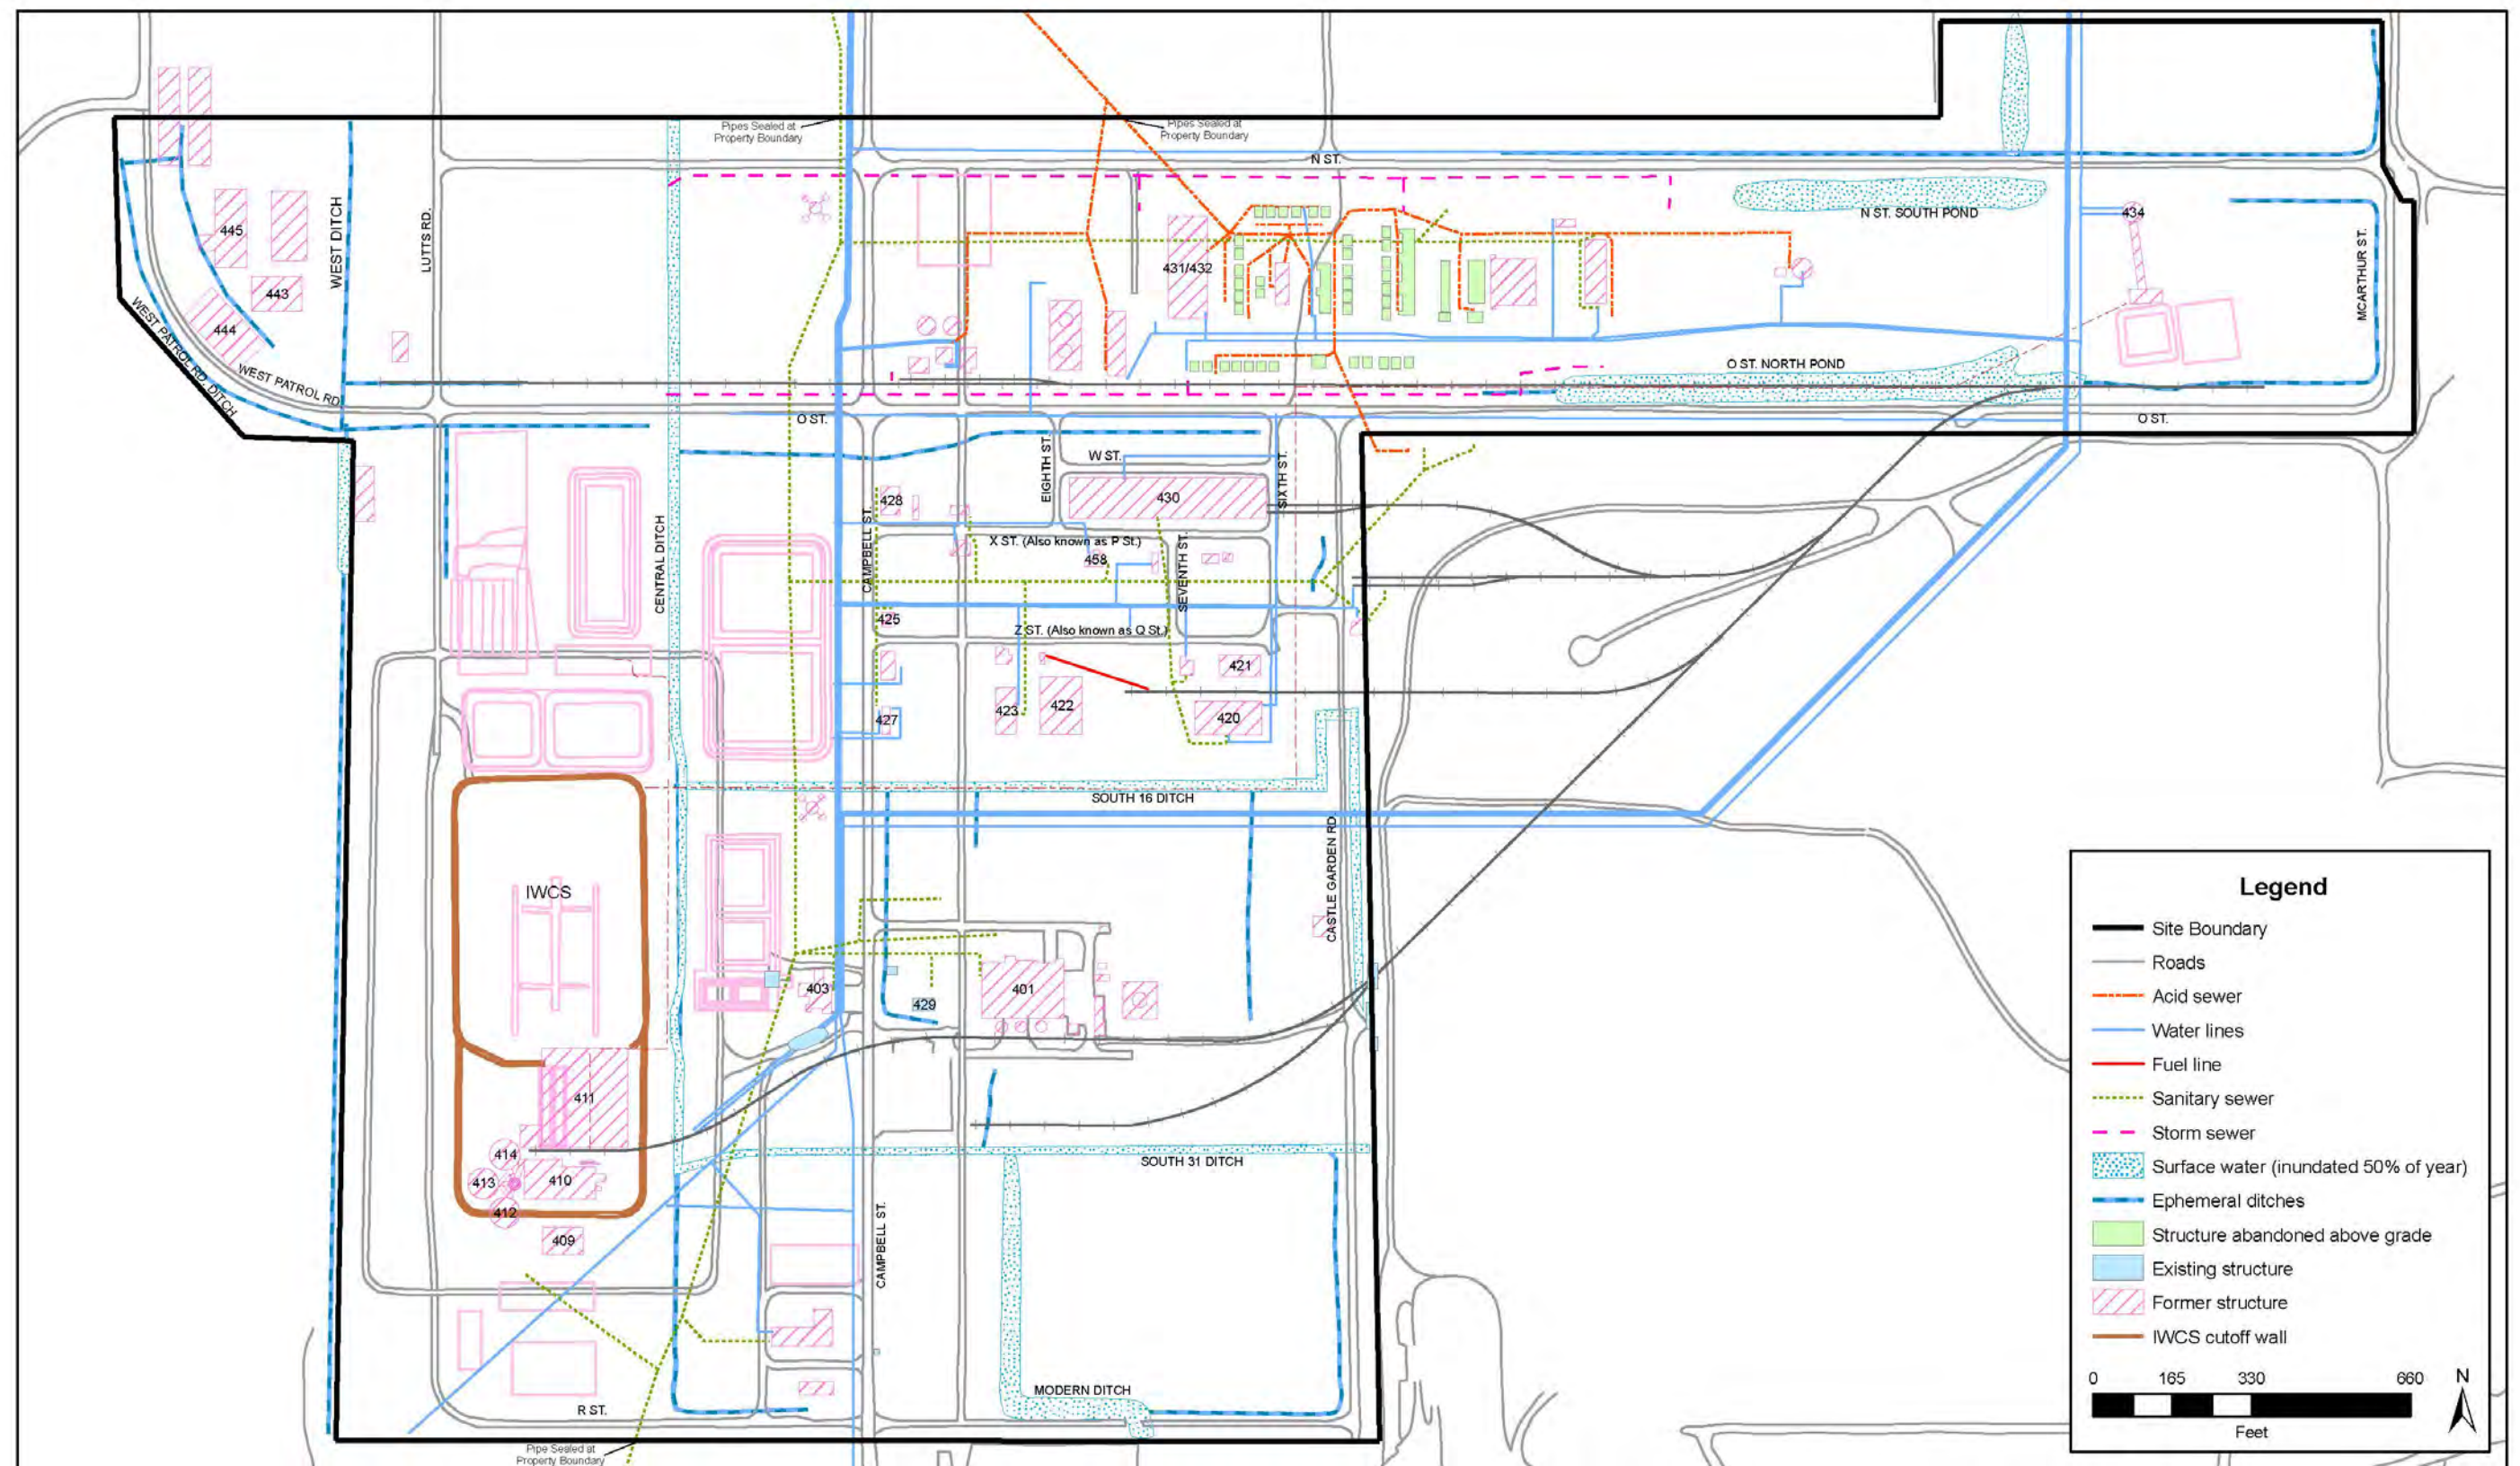 Pipes Sealed at
Property Boundary
Pipes Sealed at
Property Boundary
N ST.
N ST. SOUTH POND
434
445
WEST DITCH
LUTTS RD.
431/432
443
444
MCARTHUR ST.
WEST PATROL RD. DITCH
WEST PATROL RD.
O ST. NORTH POND
O ST.
O ST.
EIGHTH ST.
W ST.
SIXTH ST.
428
430
CENTRAL DITCH
CAMPBELL ST.
X ST. (Also known as P St.)
458
SEVENTH ST.
425
Z ST. (Also known as Q St.)
421
423
422
427
420
SOUTH 16 DITCH
CASTLE GARDEN RD.
IWCS
403
429
401
411
414
413
410
412
409
SOUTH 31 DITCH
CAMPBELL ST.
MODERN DITCH
R ST.
Pipe Sealed at
Property Boundary
Legend
Site Boundary
Roads
Acid sewer
Water lines
Fuel line
Sanitary sewer
Storm sewer
Surface water (inundated 50% of year)
Ephemeral ditches
Structure abandoned above grade
Existing structure
Former structure
IWCS cutoff wall
0 165 330 660
Feet
N